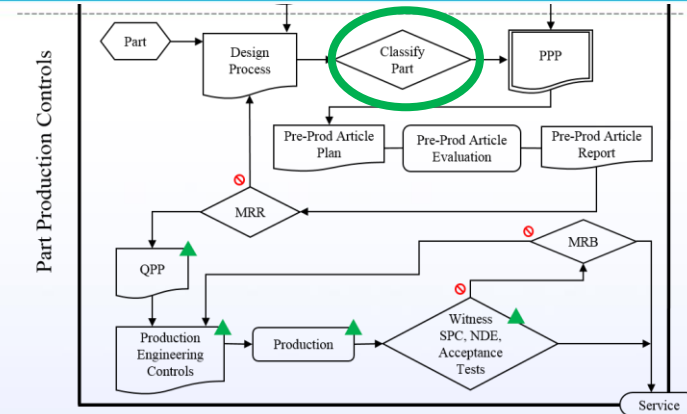 Part Production Controls
Part
Design
Process
Classify
Part
PPP
Pre-Prod Article
Plan
Pre-Prod Article
Evaluation
Pre-Prod Article
Report
MRR
MRB
QPP
Production
Engineering
Controls
Production
Witness
SPC, NDE,
Acceptance
Tests
Service